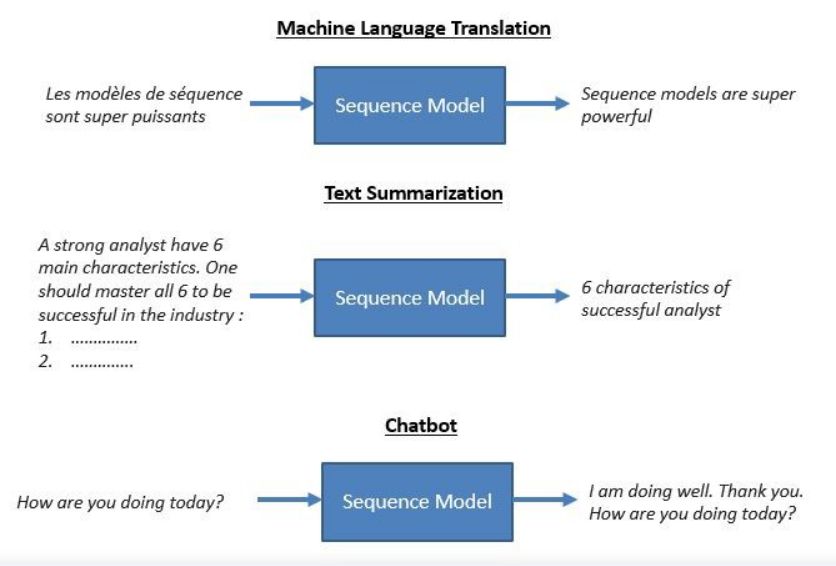 Machine Language Translation
Les modèles de séquence
sont super puissants
Sequence Model
Sequence models are super
powerful
Text Summarization
A strong analyst have 6
main characteristics. One
should master all 6 to be
successful in the industry :
1. ……………
2. …………..
Sequence Model
6 characteristics of
successful analyst
Chatbot
How are you doing today?
Sequence Model
I am doing well. Thank you.
How are you doing today?